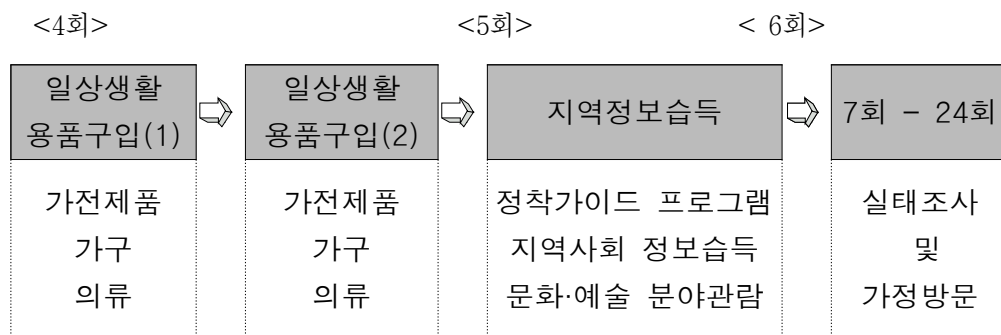 <4회> <5회> < 6회>
일상생활 용품구입(1)
일상생활 용품구입(2)
지역정보습득
7회 - 24회
가전제품
가구
의류
가전제품
가구
의류
정착가이드 프로그램
지역사회 정보습득
문화·예술 분야관람
실태조사
및
가정방문